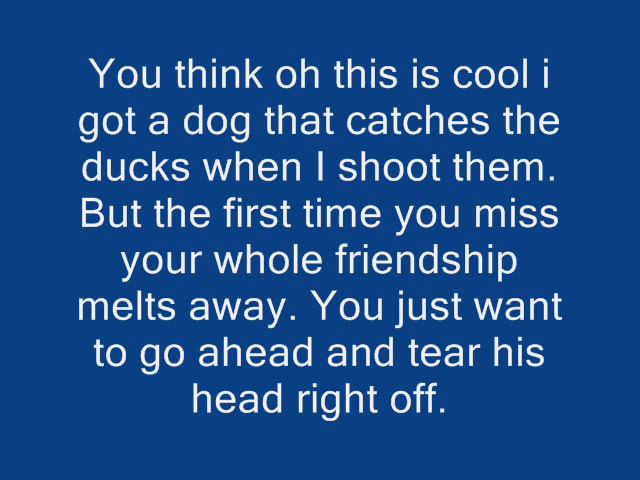 You think oh this is cool i
got a dog that catches the
ducks when I shoot them.
But the first time you miss
your whole friendship
melts away. You just want
to go ahead and tear his
head right off.